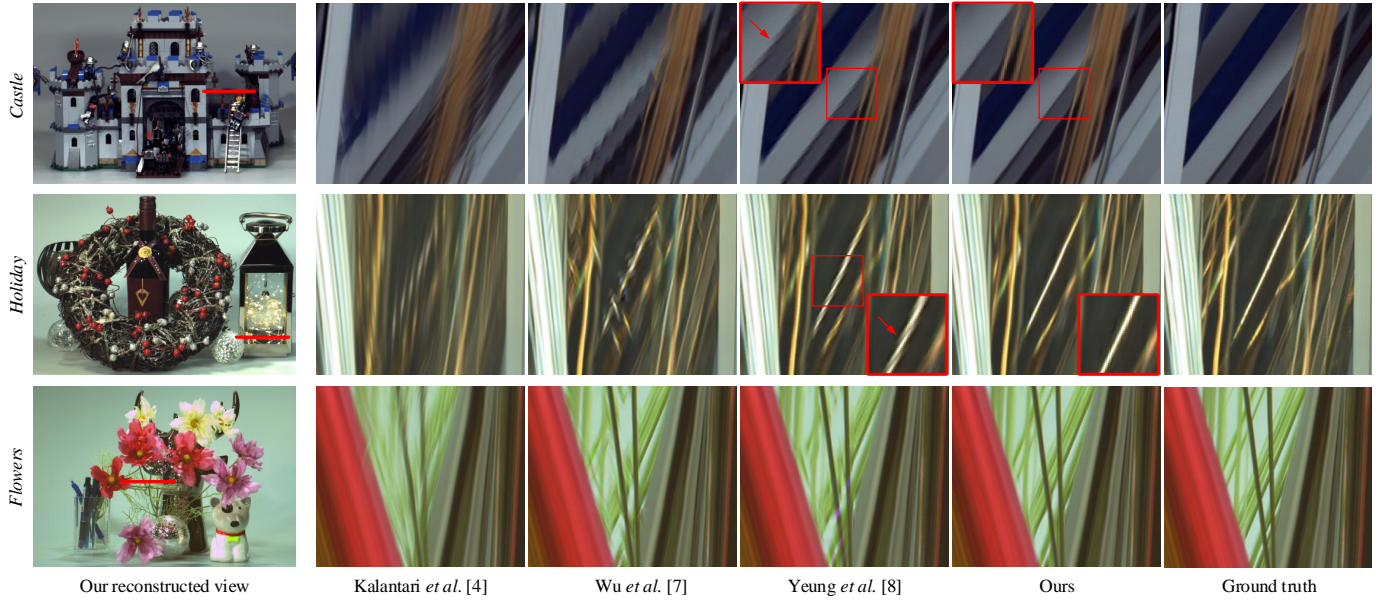 Castle
Holiday
Flowers
Our reconstructed view
Kalantari et al. [4]
Wu et al. [7]
Yeung et al. [8]
Ours
Ground truth